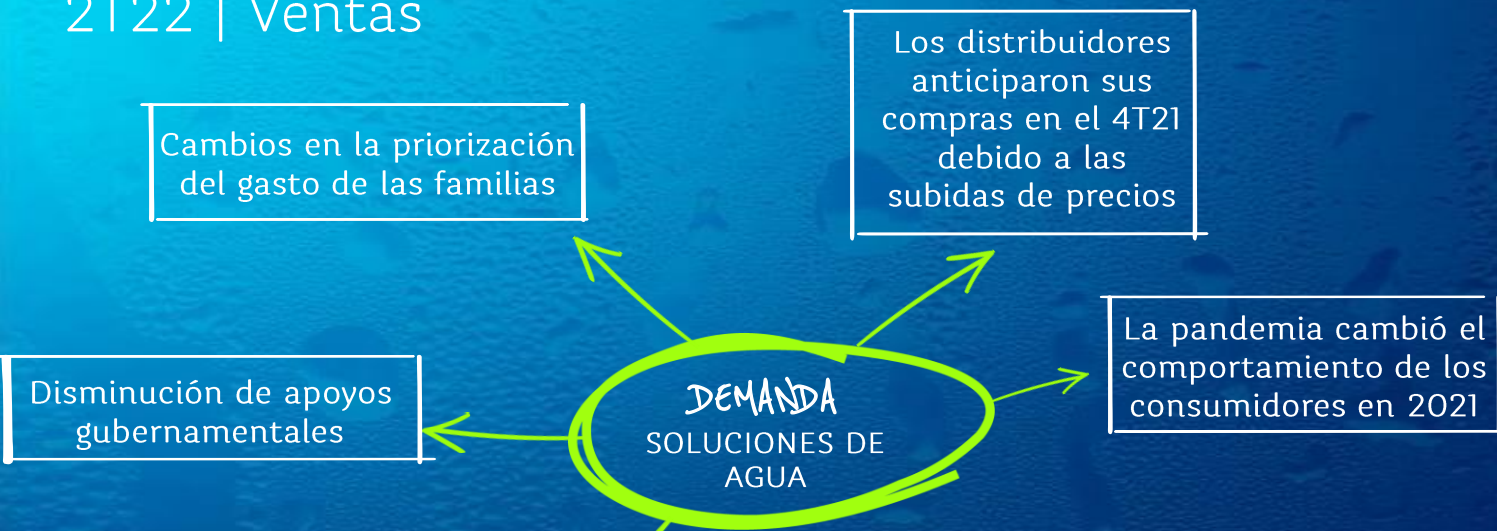 2T22 | Ventas
Los distribuidores
anticiparon sus
compras en el 4T21
debido a las
subidas de precios
Cambios en la priorización
del gasto de las familias
La pandemia cambió el
comportamiento de los
consumidores en 2021
Disminución de apoyos
gubernamentales
DEMANDA
SOLUCIONES DE
AGUA